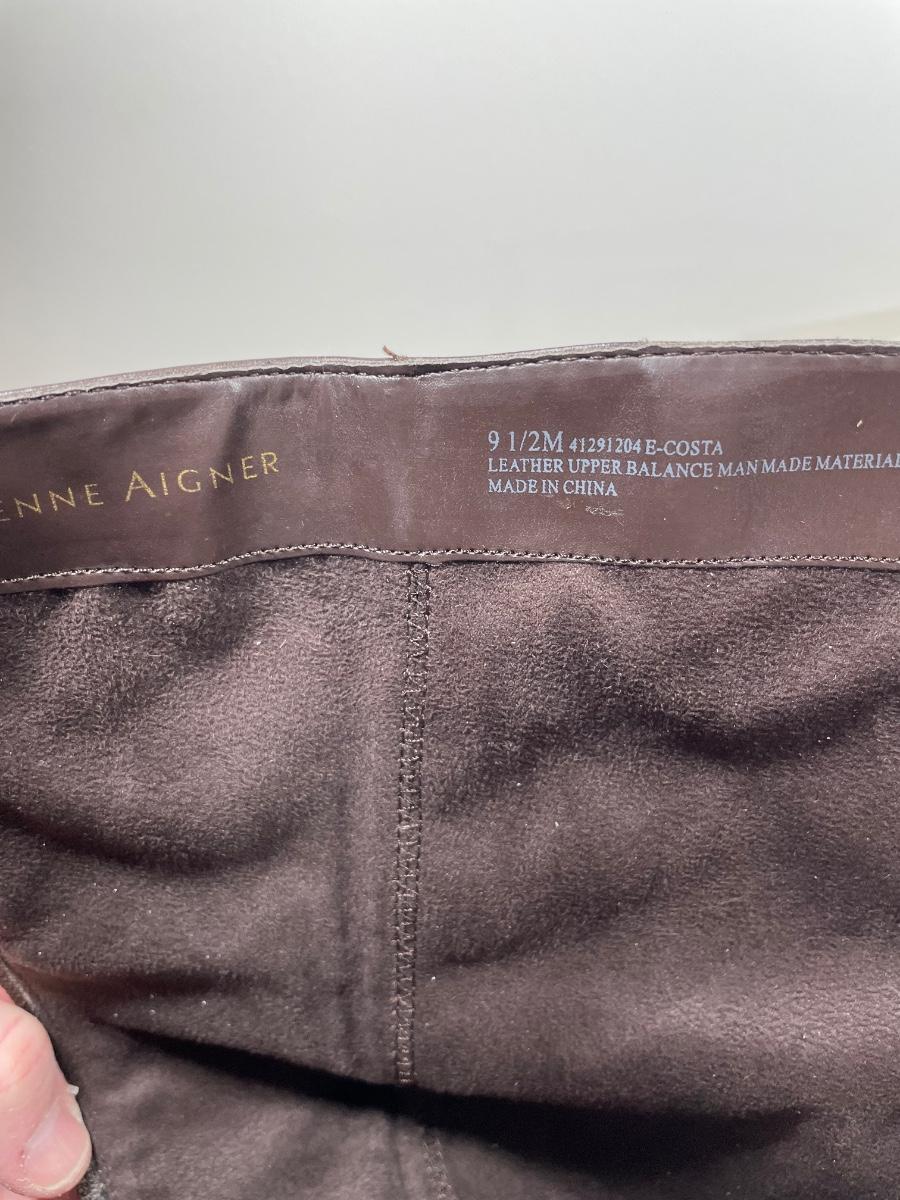 ENNE AIGNER
9 1/2M 41291204 E-COSTA
LEATHER UPPER BALANCE MAN MADE MATERIAL
MADE IN CHINA